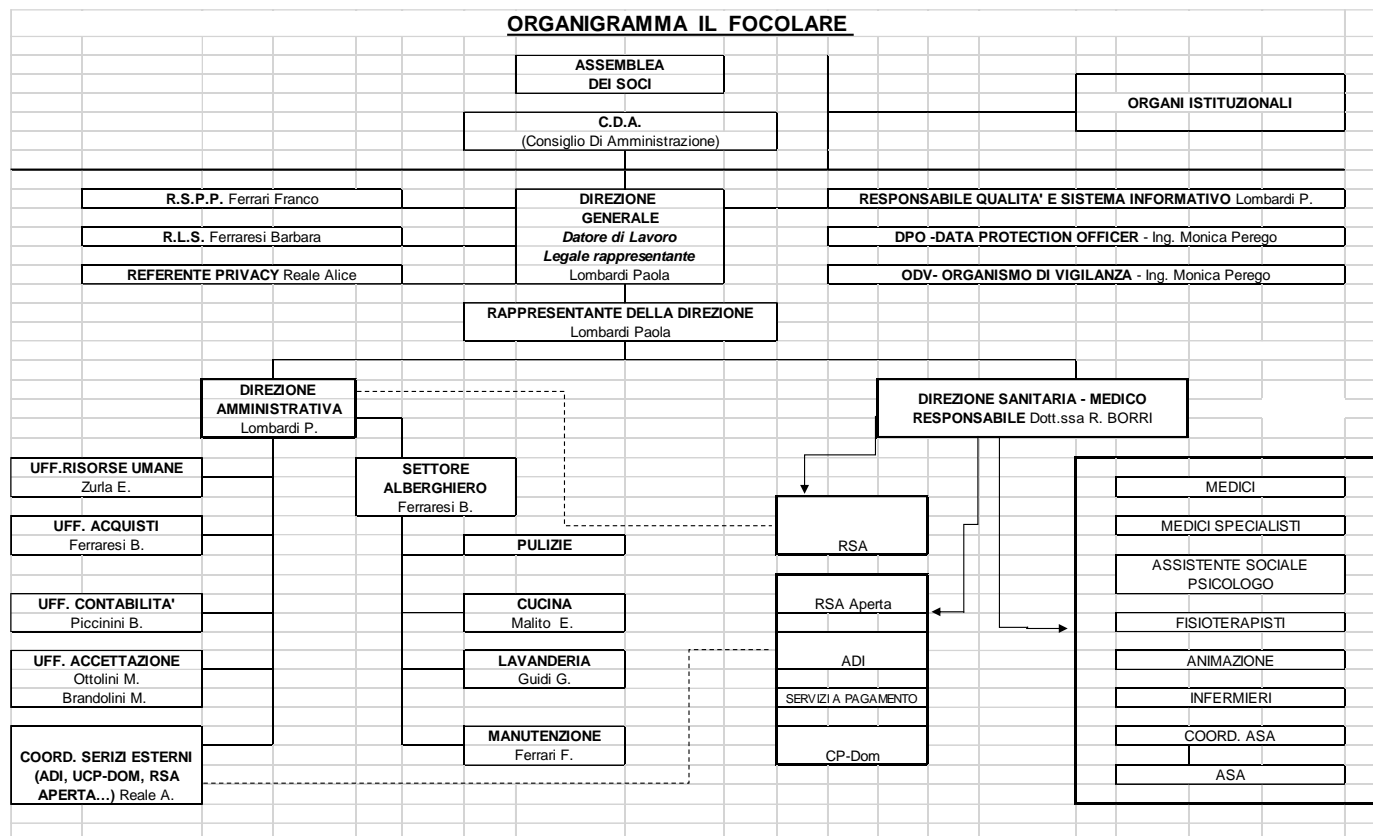 ORGANIGRAMMA IL FOCOLARE
ASSEMBLEA
DEI SOCI
ORGANI ISTITUZIONALI
C.D.A.
(Consiglio Di Amministrazione)
R.S.P.P. Ferrari Franco
R.L.S. Ferraresi Barbara
REFERENTE PRIVACY Reale Alice
DIREZIONE
GENERALE
Datore di Lavoro
Legale rappresentante
Lombardi Paola
RESPONSABILE QUALITA' E SISTEMA INFORMATIVO Lombardi P.
DPO -DATA PROTECTION OFFICER - Ing. Monica Perego
ODV- ORGANISMO DI VIGILANZA - Ing. Monica Perego
RAPPRESENTANTE DELLA DIREZIONE
Lombardi Paola
DIREZIONE
AMMINISTRATIVA
Lombardi P.
DIREZIONE SANITARIA - MEDICO
RESPONSABILE Dott.ssa R. BORRI
UFF.RISORSE UMANE
Zurla E.
UFF. ACQUISTI
Ferraresi B.
UFF. CONTABILITA'
Piccinini B.
UFF. ACCETTAZIONE
Ottolini M.
Brandolini M.
COORD. SERIZI ESTERNI
(ADI, UCP-DOM, RSA
APERTA...) Reale A.
SETTORE
ALBERGHIERO
Ferraresi B.
PULIZIE
CUCINA
Malito E.
LAVANDERIA
Guidi G.
MANUTENZIONE
Ferrari F.
RSA
RSA Aperta
ADI
SERVIZI A PAGAMENTO
CP-Dom
MEDICI
MEDICI SPECIALISTI
ASSISTENTE SOCIALE
PSICOLOGO
FISIOTERAPISTI
ANIMAZIONE
INFERMIERI
COORD. ASA
ASA